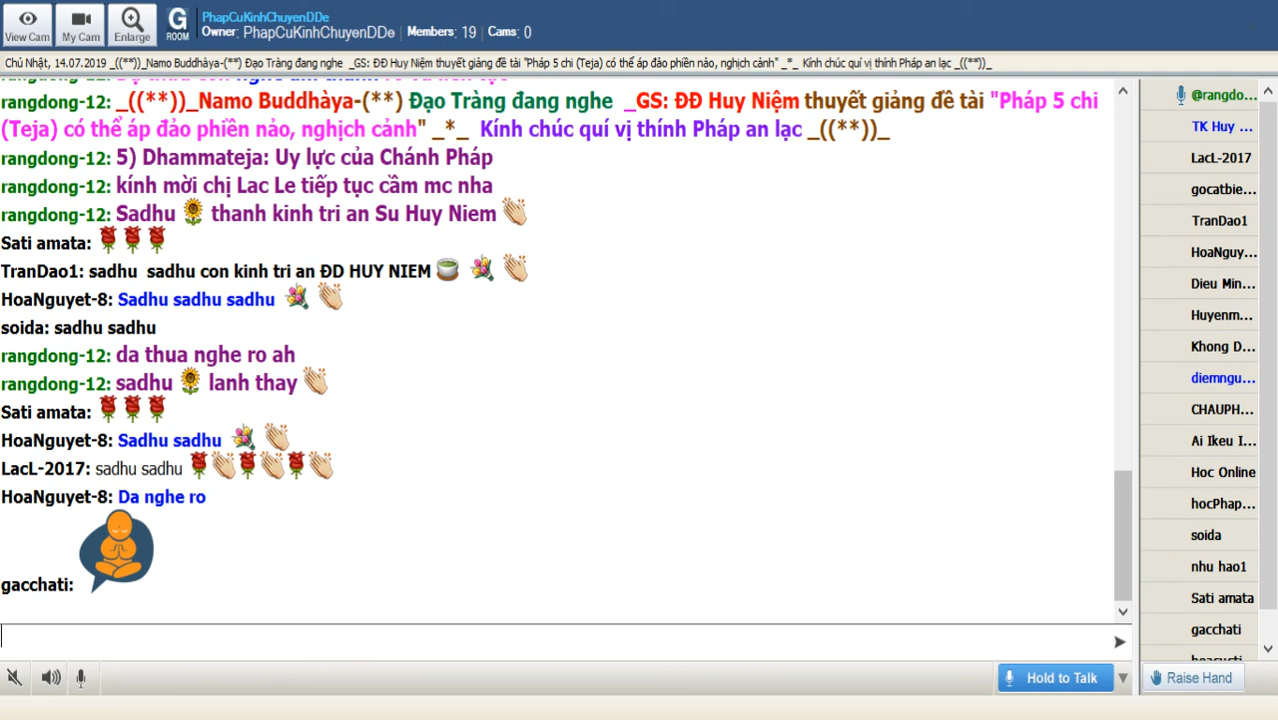 View Cam
My Cam
Enlarge
G
ROOM
PhapCuKinhChuyenDDe
Owner: PhapCuKinhChuyenDDe Members: 19 Cams: 0
Chủ Nhật, 14.07.2019 _((**))_Namo Buddhàya-(**) Đạo Tràng đang nghe _GS: ĐĐ Huy Niệm thuyết giảng đề tài "Pháp 5 chi (Teja) có thể áp đảo phiền nảo, nghịch cảnh" _*_ Kính chúc quí vị thính Pháp an lạc _((**))_
rangdong-12: _((**))_Namo Buddhàya-(**) Đạo Tràng đang nghe _GS: ĐĐ Huy Niệm thuyết giảng đề tài "Pháp 5 chi
(Teja) có thể áp đảo phiền nảo, nghịch cảnh" _*_ Kính chúc quí vị thính Pháp an lạc _((**))_
rangdong-12: 5) Dhammateja: Uy lực của Chánh Pháp
rangdong-12: kính mời chị Lac Le tiếp tục cầm mc nha
rangdong-12: Sadhu 🌻 thanh kinh tri an Su Huy Niem 👏
Sati amata: 🌹🌹🌹
TranDao1: sadhu sadhu con kinh tri an ĐD HUY NIEM 🍵 💐 👏
HoaNguyet-8: Sadhu sadhu sadhu 💐 👏
soida: sadhu sadhu
rangdong-12: da thua nghe ro ah
rangdong-12: sadhu 🌻 lanh thay 👏
Sati amata: 🌹🌹🌹
HoaNguyet-8: Sadhu sadhu 💐 👏
LacL-2017: sadhu sadhu 🌹👏🌹👏🌹👏
HoaNguyet-8: Da nghe ro
gacchati:
@rangdo...
TK Huy ...
LacL-2017
gocatbie...
TranDao1
HoaNguy...
Dieu Min...
Huyenm...
Khong D...
diemngu...
CHAUPH...
Ai Ikeu I...
Hoc Online
hocPhap...
soida
nhu hao1
Sati amata
gacchati
Hold to Talk
Raise Hand